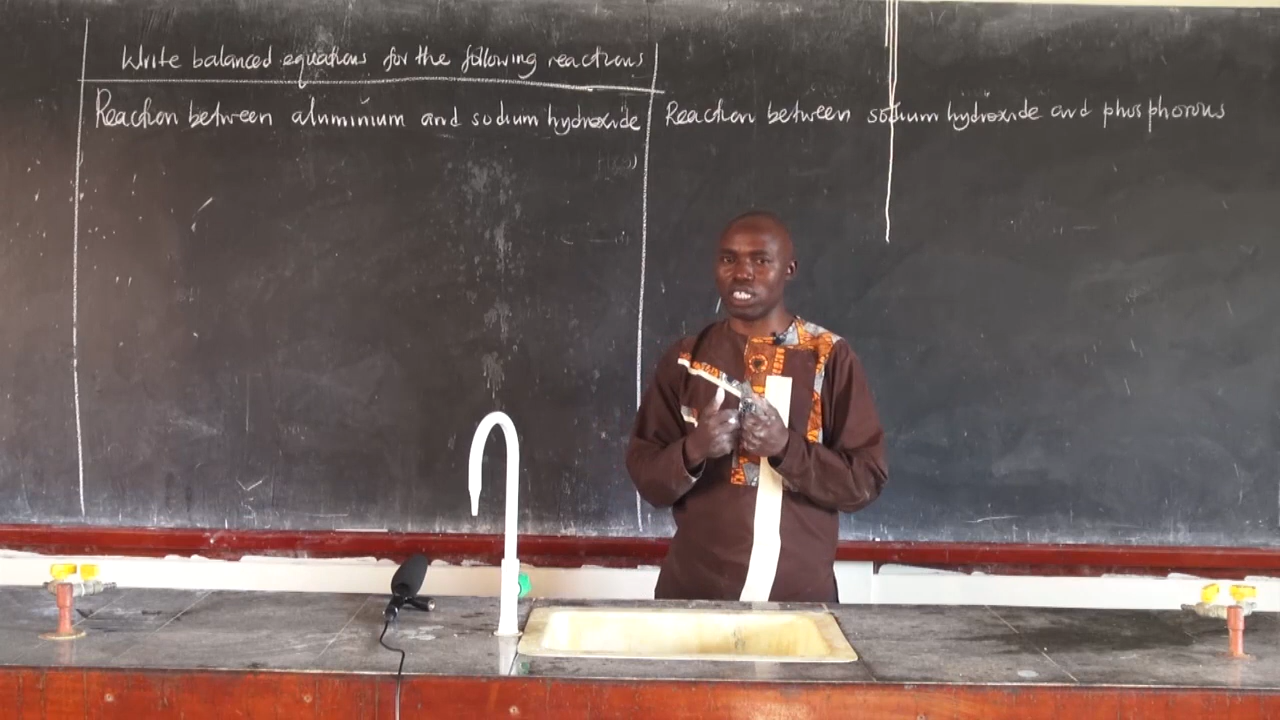 Write balanced equations for the following reactions
Reaction between aluminium and sodium hydroxide
Reaction between sodium hydroxide and phosphorous